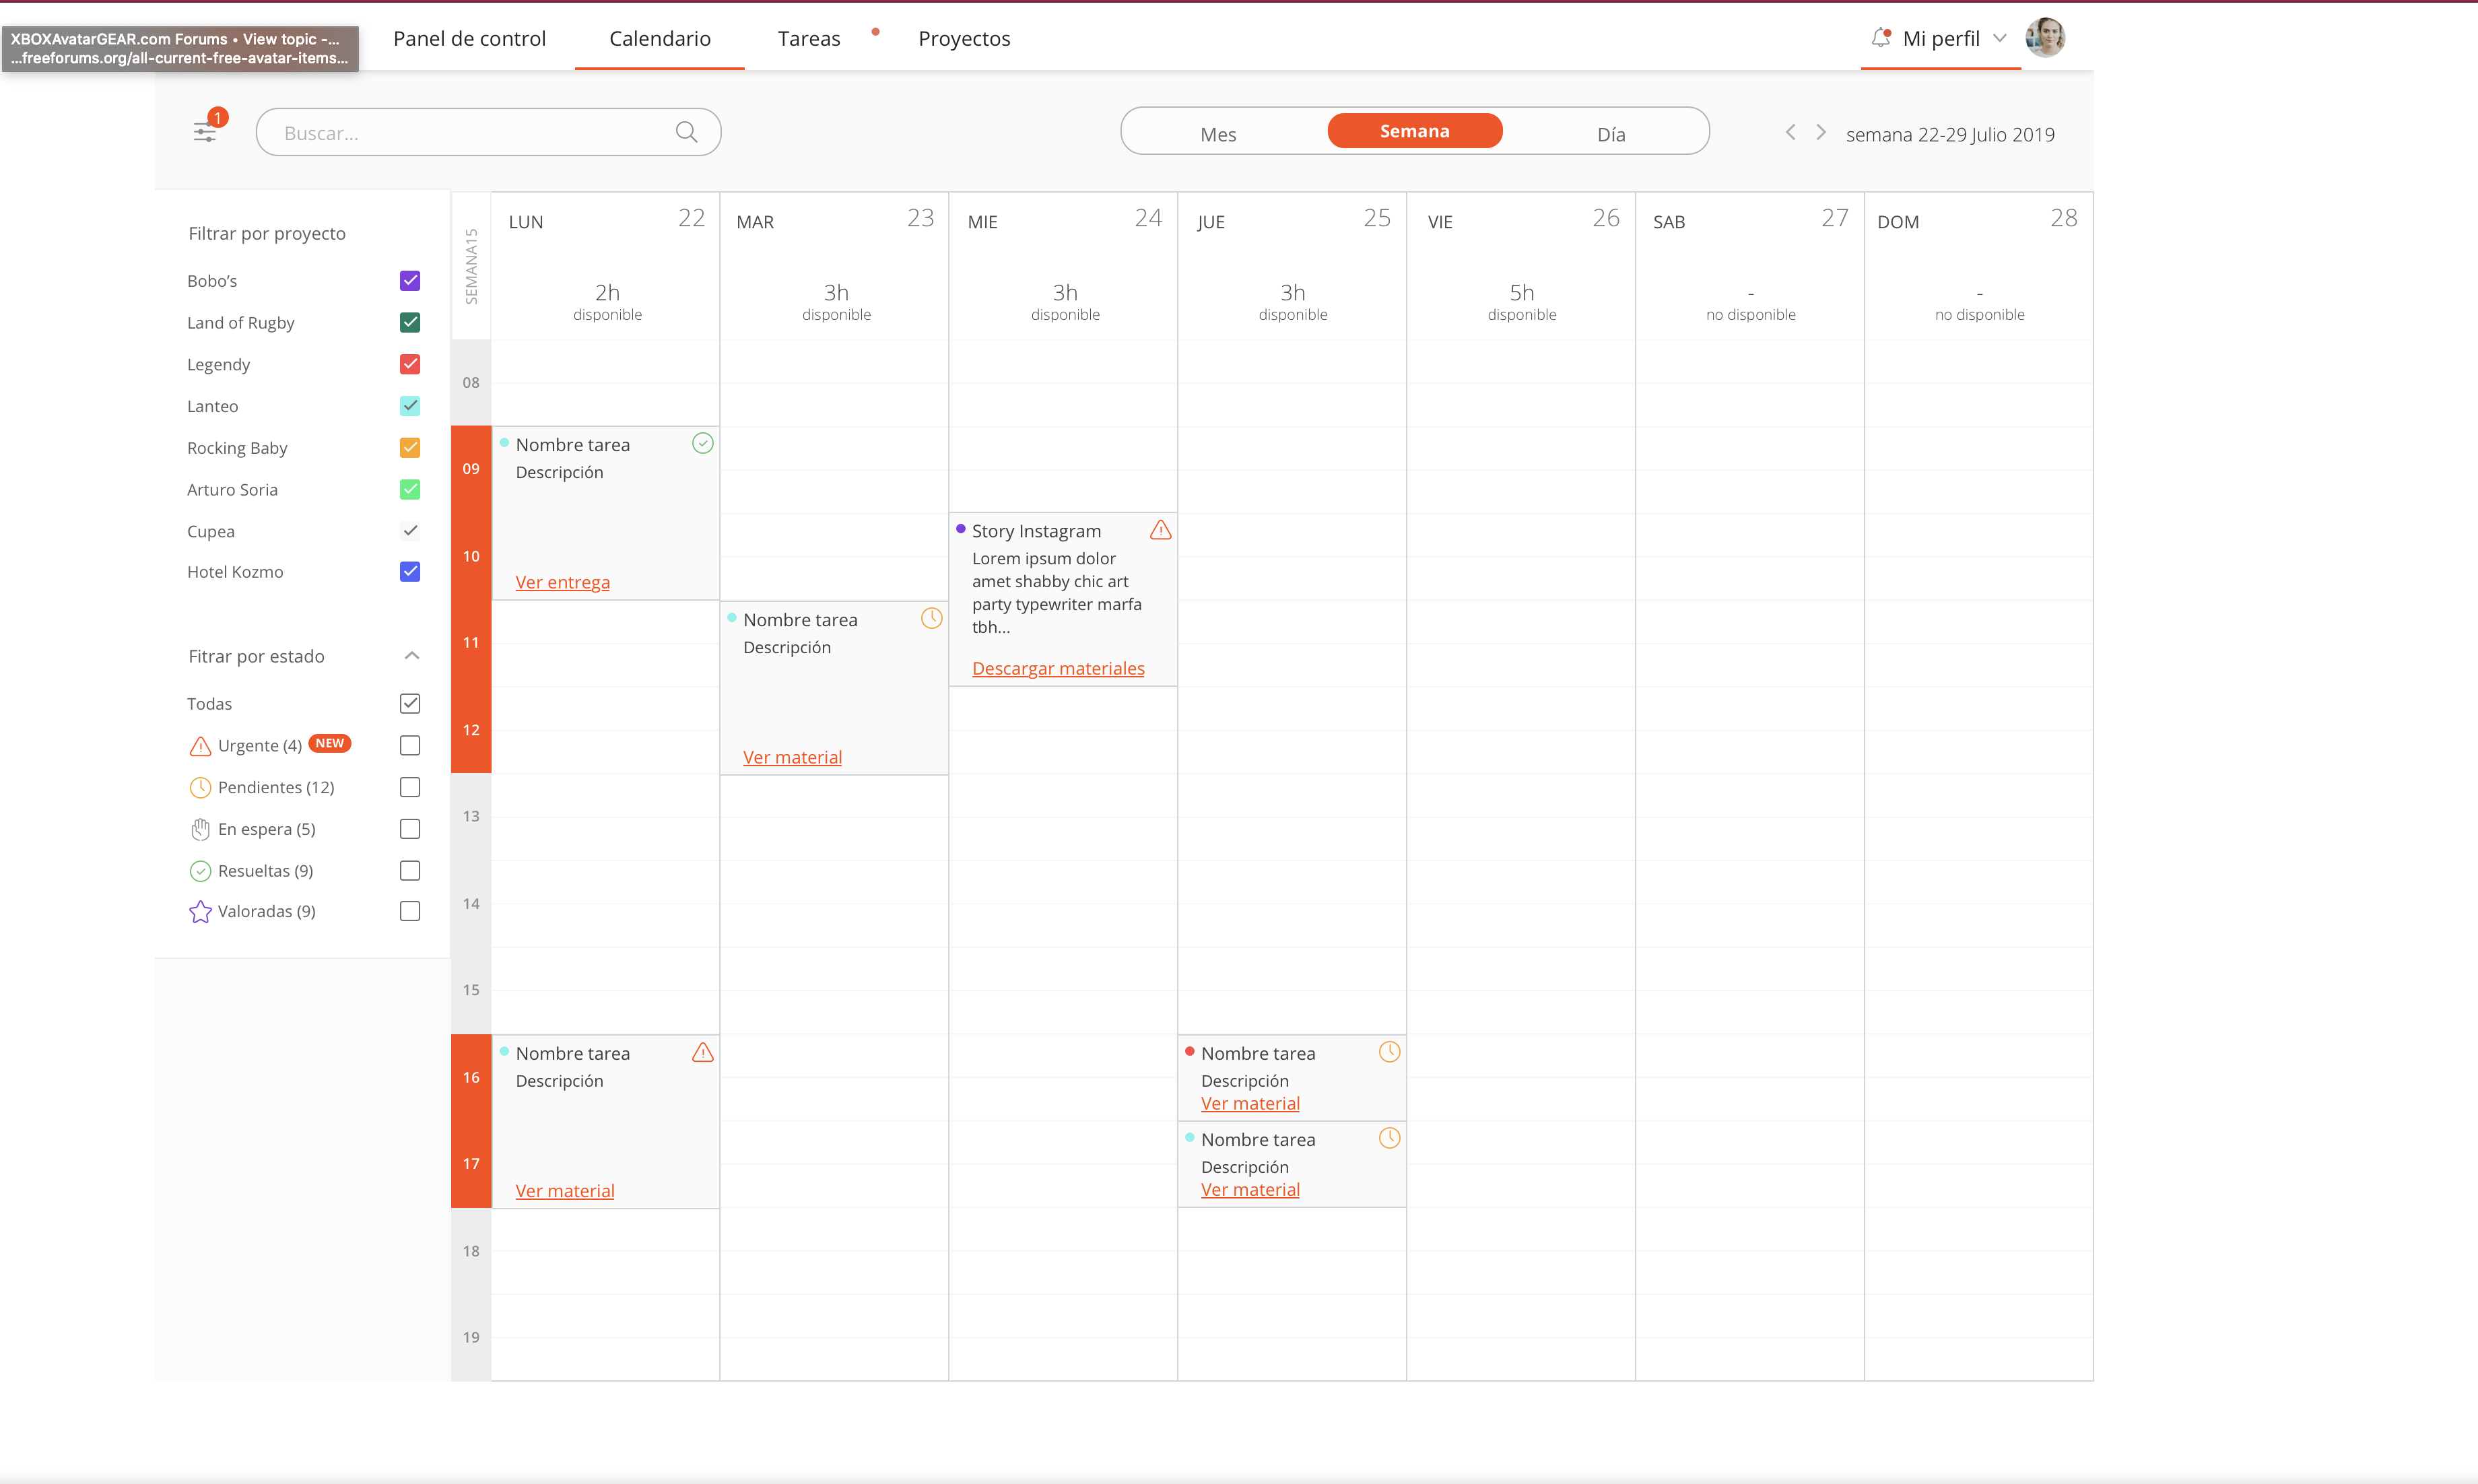 XBOXAvatarGEAR.com Forums • View topic -...
...freeforums.org/all-current-free-avatar-items...
Panel de control
Calendario
Tareas
Proyectos
Mi perfil
1
Buscar...
Mes
Semana
Día
semana 22-29 Julio 2019
Filtrar por proyecto
Bobo’s
Land of Rugby
Legendy
Lanteo
Rocking Baby
Arturo Soria
Cupea
Hotel Kozmo
Fitrar por estado
Todas
Urgente (4) NEW
Pendientes (12)
En espera (5)
Resueltas (9)
Valoradas (9)
SEMANA15
LUN 22
2h
disponible
MAR 23
3h
disponible
MIE 24
3h
disponible
JUE 25
3h
disponible
VIE 26
5h
disponible
SAB 27
-
no disponible
DOM 28
-
no disponible
08
09
10
11
12
13
14
15
16
17
18
19
Nombre tarea
Descripción
Ver entrega
Nombre tarea
Descripción
Ver material
Nombre tarea
Descripción
Ver material
Story Instagram
Lorem ipsum dolor
amet shabby chic art
party typewriter marfa
tbh...
Descargar materiales
Nombre tarea
Descripción
Ver material
Nombre tarea
Descripción
Ver material